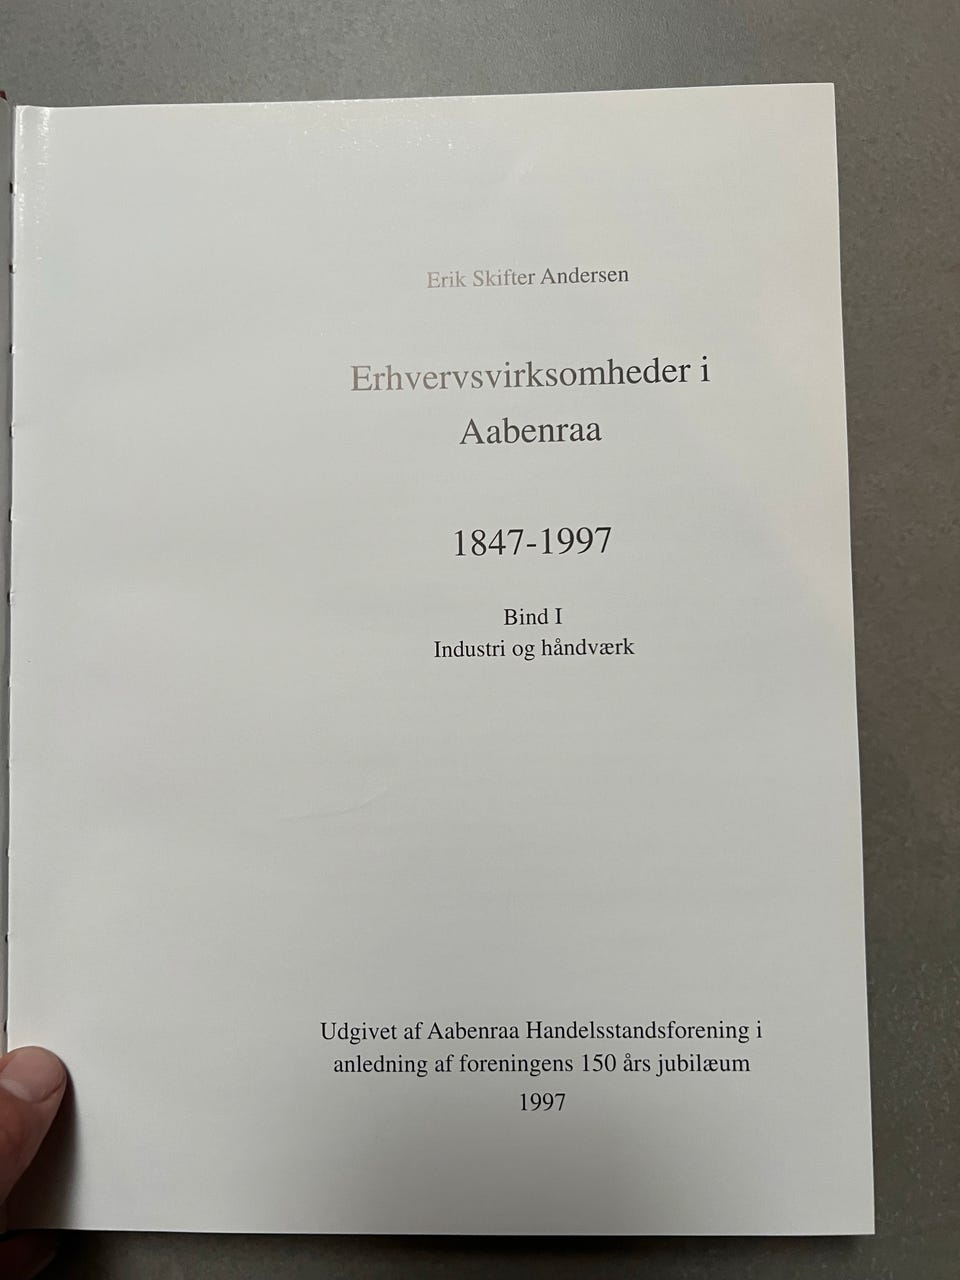 Erik Skifter Andersen
Erhvervsvirksomheder i
Aabenraa
1847-1997
Bind I
Industri og håndværk
Udgivet af Aabenraa Handelsstandsforening i
anledning af foreningens 150 års jubilæum
1997